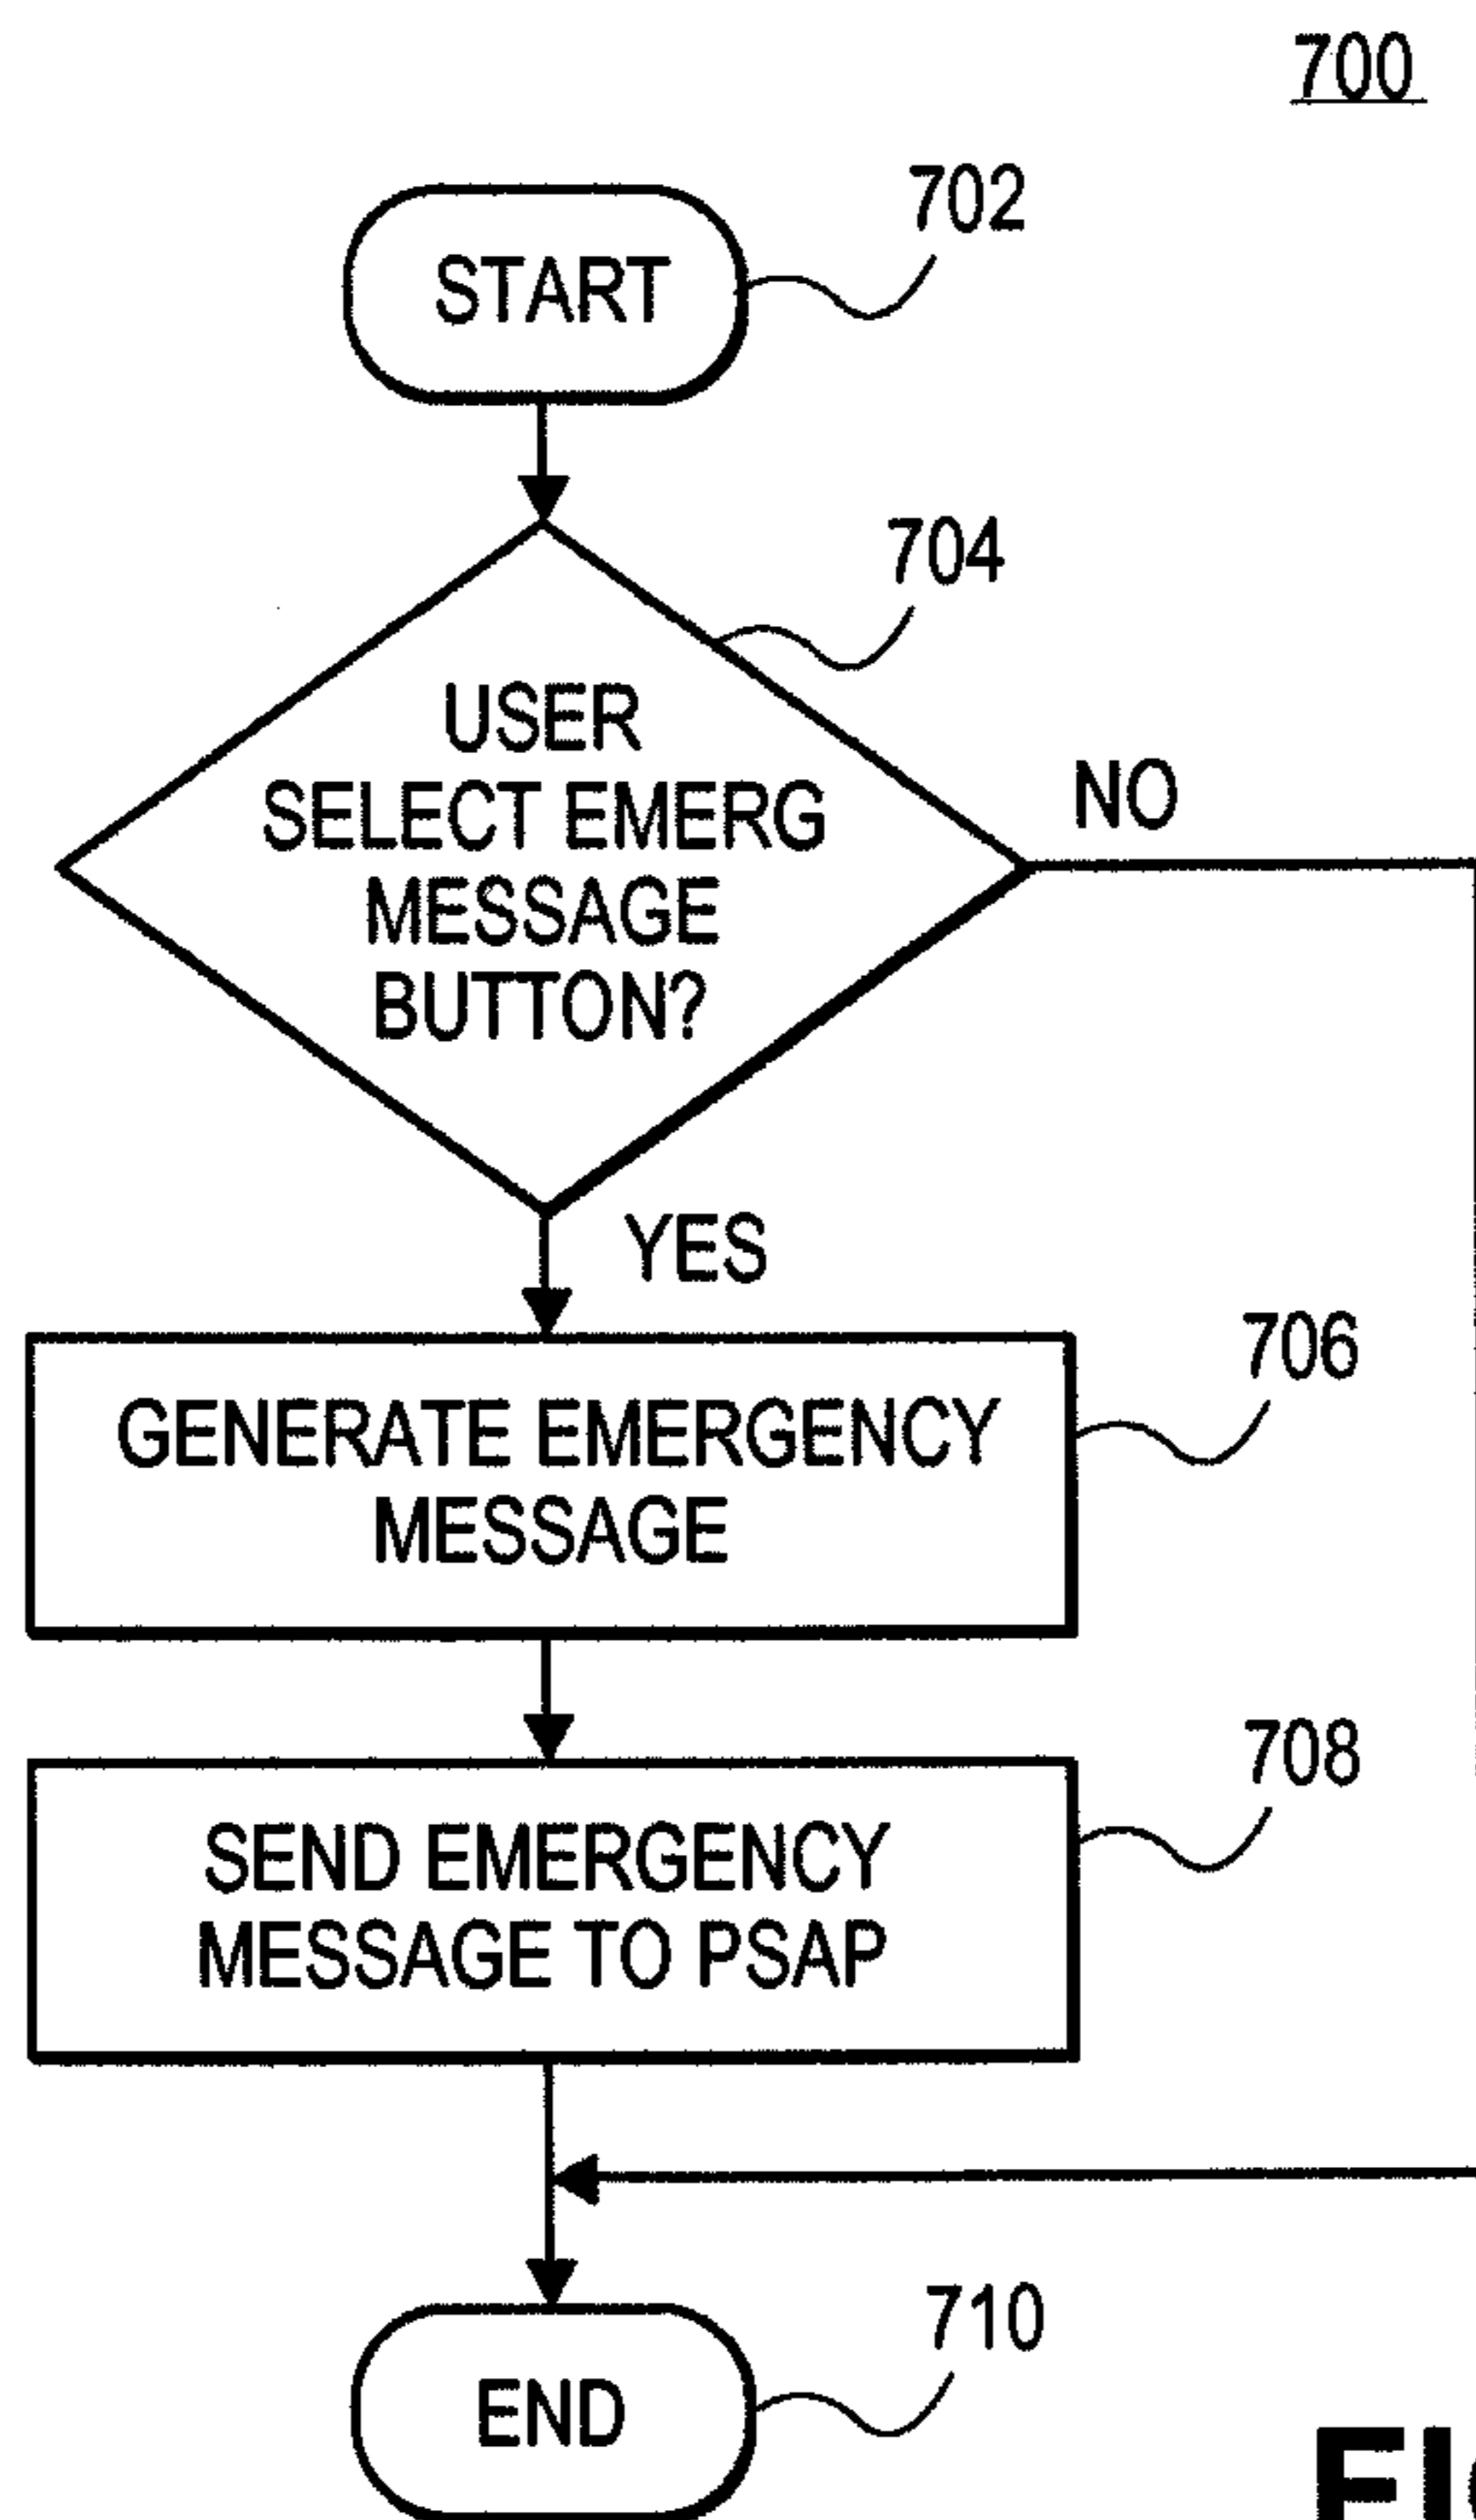 700
702
START
704
USER
SELECT EMERG
MESSAGE
BUTTON?
NO
YES
706
GENERATE EMERGENCY
MESSAGE
708
SEND EMERGENCY
MESSAGE TO PSAP
710
END